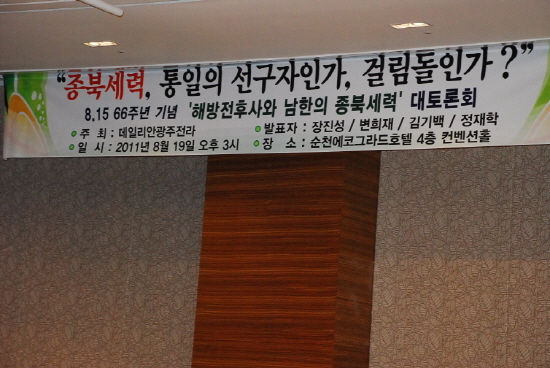 “종북세력, 통일의 선구자인가, 걸림돌인가?”
8.15 66주년 기념 '해방전후사와 남한의 종북세력' 대토론회
주 최 : 데일리안광주전라 발표자 : 장진성 / 변희재 / 김기백 / 정재학
일 시 : 2011년 8월 19일 오후 3시 장 소 : 순천에코그라드호텔 4층 컨벤션홀